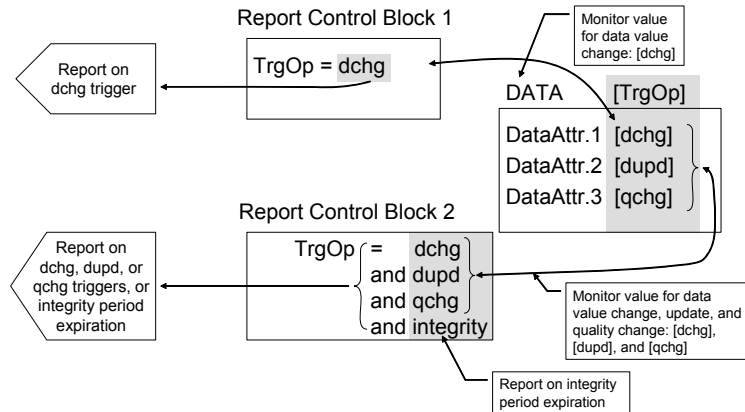 Report Control Block 1
TrgOp = dchg
Report on
dchg trigger
Monitor value
for data value
change: [dchg]
DATA [TrgOp]
DataAttr.1 [dchg]
DataAttr.2 [dupd]
DataAttr.3 [qchg]
Report Control Block 2
TrgOp = dchg
and dupd
and qchg
and integrity
Report on
dchg, dupd, or
qchg triggers, or
integrity period
expiration
Monitor value for data
value change, update, and
quality change: [dchg],
[dupd], and [qchg]
Report on integrity
period expiration